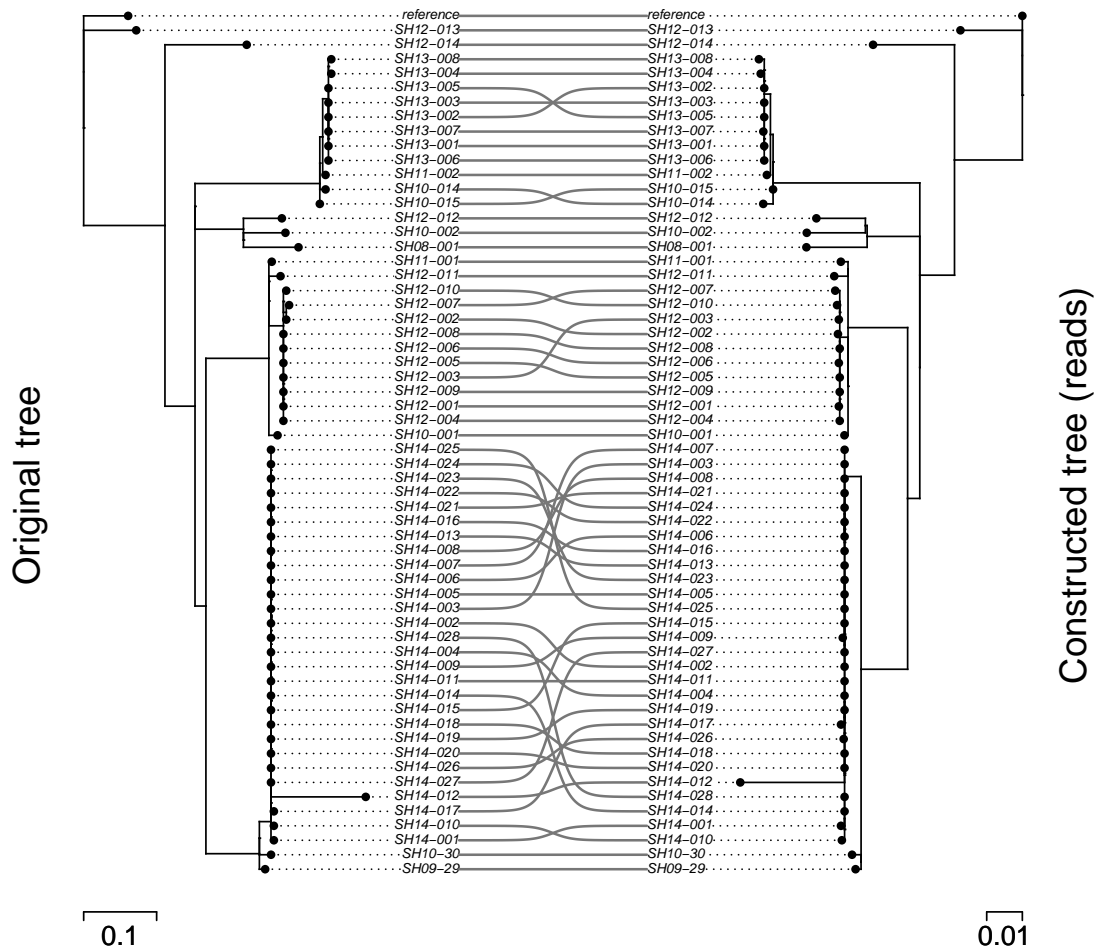 reference reference
SH12−013 SH12−013
SH12−014 SH12−014
SH13−008 SH13−008
SH13−004 SH13−004
SH13−005 SH13−002
SH13−003 SH13−003
SH13−002 SH13−005
SH13−007 SH13−007
SH13−001 SH13−001
SH13−006 SH13−006
SH11−002 SH11−002
SH10−014 SH10−015
SH10−015 SH10−014
SH12−012 SH12−012
SH10−002 SH10−002
SH08−001 SH08−001
SH11−001 SH11−001
SH12−011 SH12−011
SH12−010 SH12−007
SH12−007 SH12−010
SH12−002 SH12−003
SH12−008 SH12−002
SH12−006 SH12−008
SH12−005 SH12−006
SH12−003 SH12−005
SH12−009 SH12−009
SH12−001 SH12−001
SH12−004 SH12−004
SH10−001 SH10−001
SH14−025 SH14−007
SH14−024 SH14−003
SH14−023 SH14−008
SH14−022 SH14−021
SH14−021 SH14−024
SH14−016 SH14−022
SH14−013 SH14−006
SH14−008 SH14−016
SH14−007 SH14−013
SH14−006 SH14−023
SH14−005 SH14−005
SH14−003 SH14−025
SH14−002 SH14−015
SH14−028 SH14−009
SH14−004 SH14−027
SH14−009 SH14−002
SH14−011 SH14−011
SH14−014 SH14−004
SH14−015 SH14−019
SH14−018 SH14−017
SH14−019 SH14−026
SH14−020 SH14−018
SH14−026 SH14−020
SH14−027 SH14−012
SH14−012 SH14−028
SH14−017 SH14−014
SH14−010 SH14−001
SH14−001 SH14−010
SH10−30 SH10−30
SH09−29 SH09−29
Original tree
Constructed tree (reads)
0.1 0.01